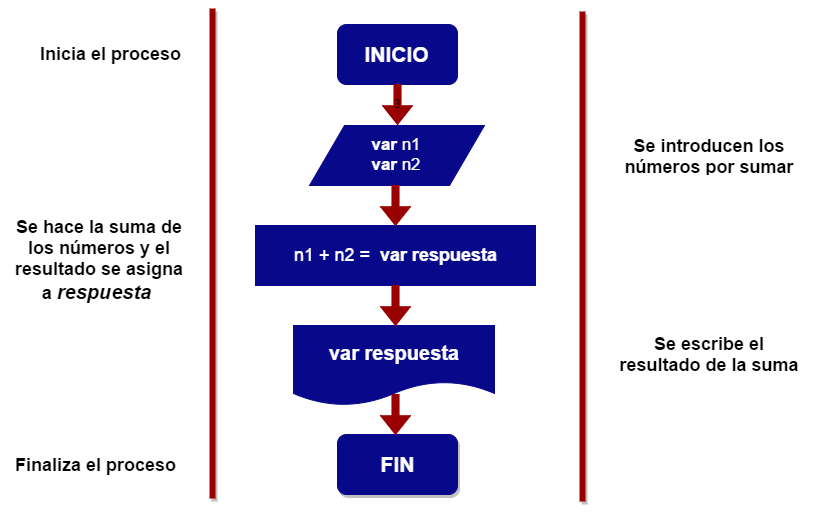 Inicia el proceso
INICIO
var n1
var n2
Se introducen los
números por sumar
Se hace la suma de
los números y el
resultado se asigna
a respuesta
n1 + n2 = var respuesta
var respuesta
Se escribe el
resultado de la suma
Finaliza el proceso
FIN